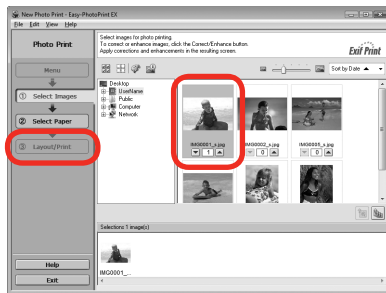 New Photo Print - Easy-PhotoPrint EX
File Edit View Help
Photo Print
Select images for photo printing.
To correct or enhance images, click the Correct/Enhance button.
Apply corrections and enhancements in the resulting screen.
Exif Print
Menu
Sort by Date
① Select Images
② Select Paper
③ Layout/Print
Desktop
UserName
Public
Computer
Network
IMG0001_s.jpg
IMG0002_s.jpg
IMG0005_s.jpg
1
0
0
Selections 1 image(s)
IMG0001_...
Help
Exit